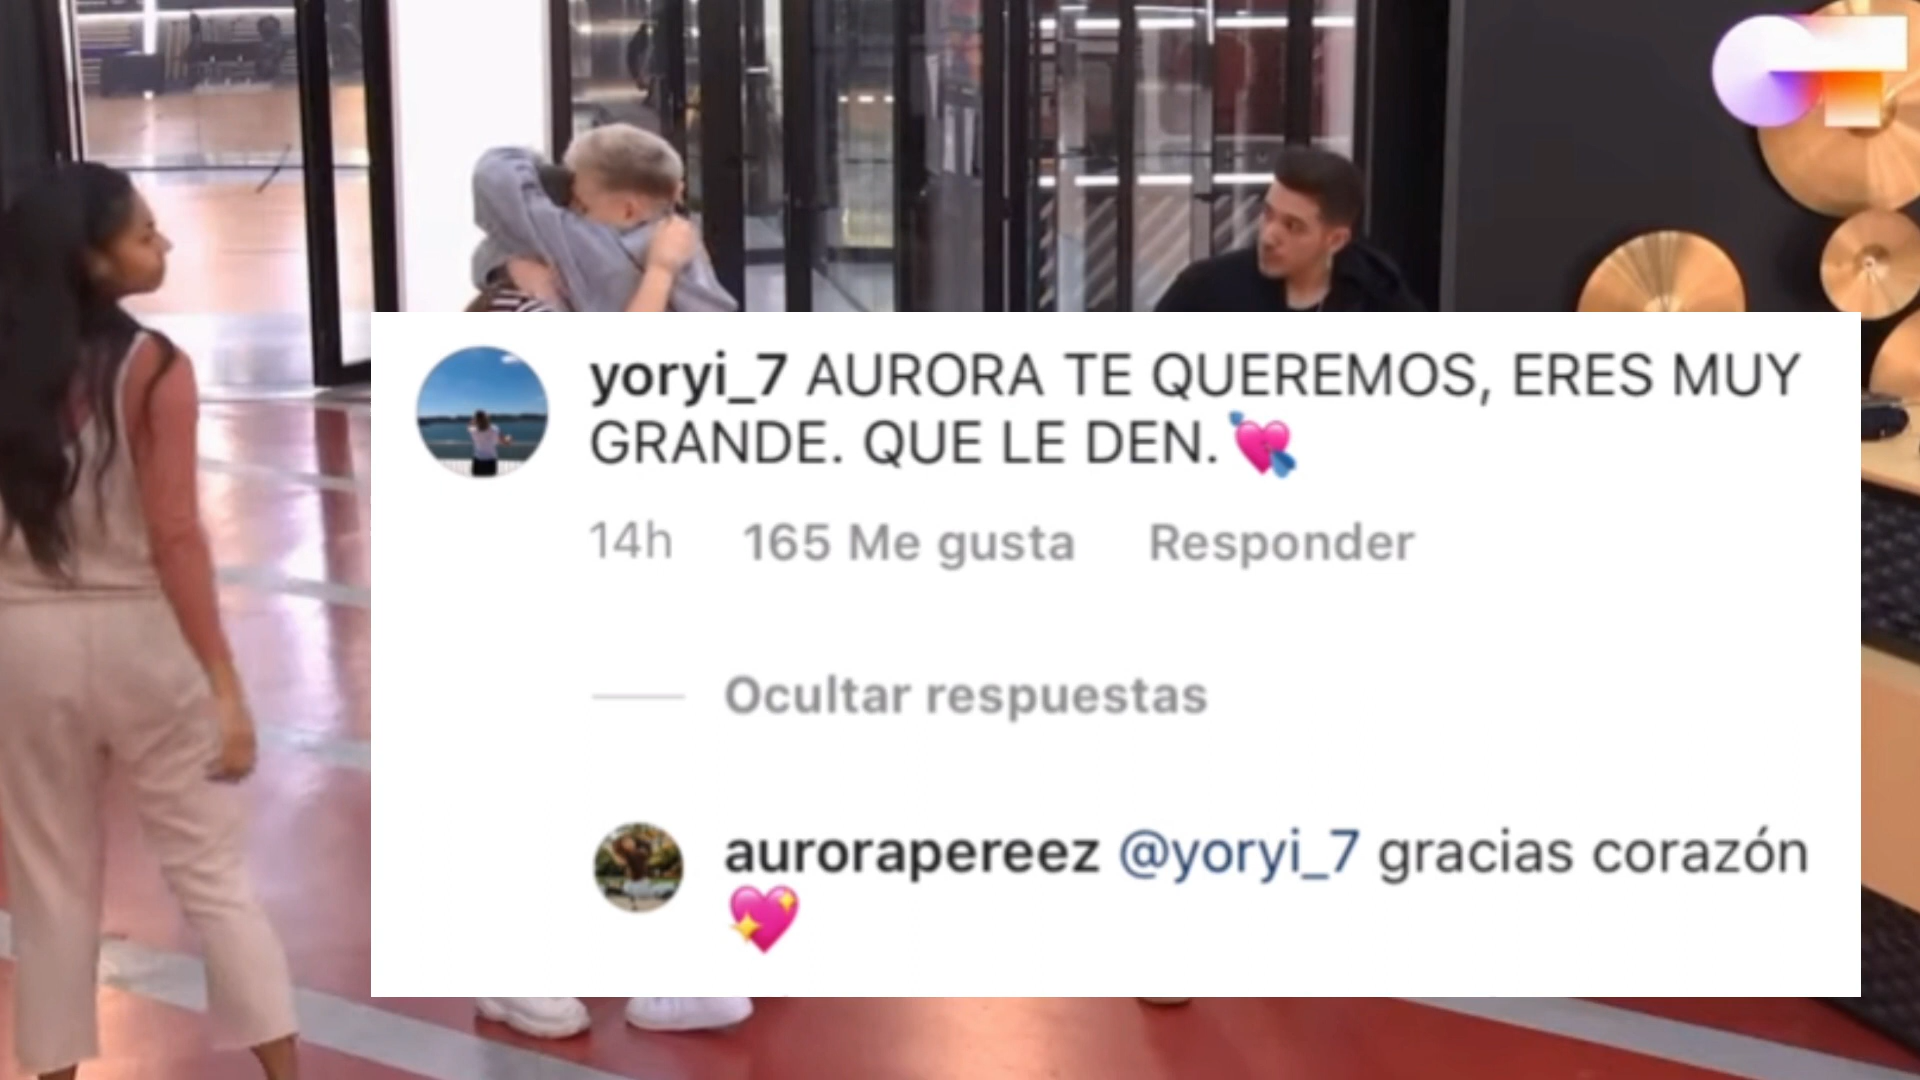 yoryi_7 AURORA TE QUEREMOS, ERES MUY
GRANDE. QUE LE DEN. 💘
14h 165 Me gusta Responder
Ocultar respuestas
aurorapereez @yoryi_7 gracias corazón
💖